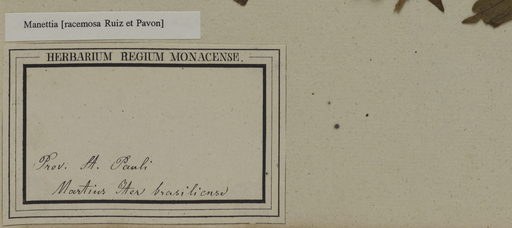 Manettia [racemosa Ruiz et Pavon]
HERBARIUM REGIUM MONACENSE.
Prov. St. Pauli
Martius Iter brasiliense